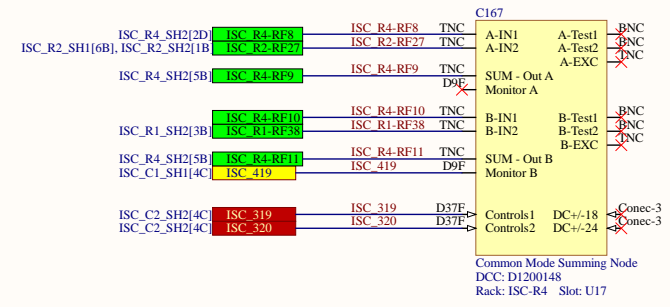 C167
ISC_R4_SH2[2D] ISC_R4-RF8 ISC_R4-RF8 TNC A-IN1 A-Test1 BNC
ISC_R2_SH1[6B], ISC_R2_SH2[1B] ISC_R2-RF27 ISC_R2-RF27 TNC A-IN2 A-Test2 BNC
A-EXC TNC
ISC_R4_SH2[5B] ISC_R4-RF9 ISC_R4-RF9 TNC SUM - Out A
D9F Monitor A
ISC_R4-RF10 ISC_R4-RF10 TNC B-IN1 B-Test1 BNC
ISC_R1_SH2[3B] ISC_R1-RF38 ISC_R1-RF38 TNC B-IN2 B-Test2 BNC
B-EXC TNC
ISC_R4_SH2[5B] ISC_R4-RF11 ISC_R4-RF11 TNC SUM - Out B
ISC_C1_SH1[4C] ISC_419 ISC_419 D9F Monitor B
ISC_C2_SH2[4C] ISC_319 ISC_319 D37F Controls1 DC+/-18 Conec-3
ISC_C2_SH2[4C] ISC_320 ISC_320 D37F Controls2 DC+/-24 Conec-3
Common Mode Summing Node
DCC: D1200148
Rack: ISC-R4 Slot: U17